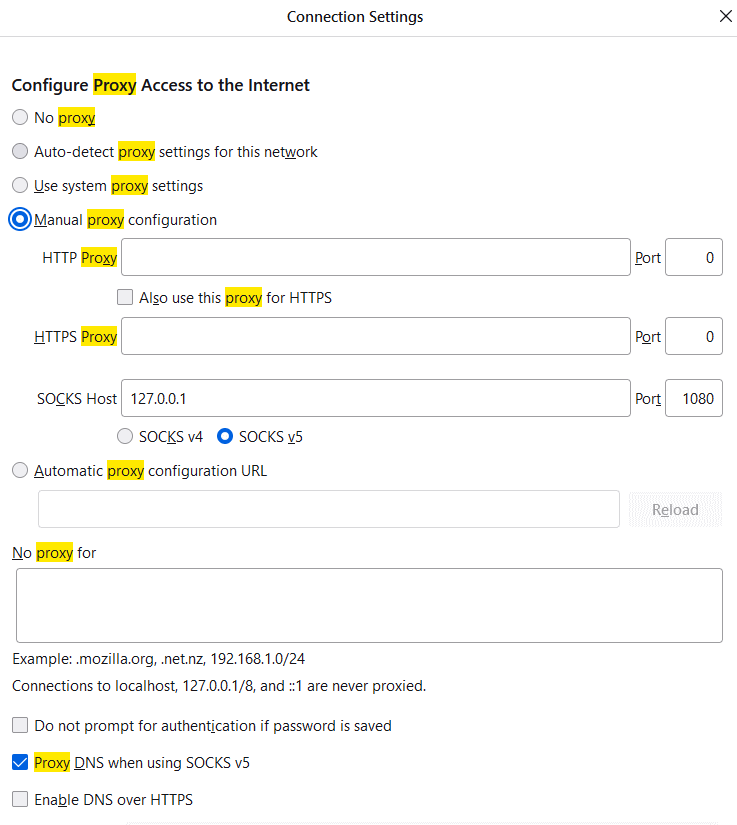 Connection Settings
Configure Proxy Access to the Internet
No proxy
Auto-detect proxy settings for this network
Use system proxy settings
Manual proxy configuration
HTTP Proxy Port 0
Also use this proxy for HTTPS
HTTPS Proxy Port 0
SOCKS Host 127.0.0.1 Port 1080
SOCKS v4 SOCKS v5
Automatic proxy configuration URL
Reload
No proxy for
Example: .mozilla.org, .net.nz, 192.168.1.0/24
Connections to localhost, 127.0.0.1/8, and ::1 are never proxied.
Do not prompt for authentication if password is saved
Proxy DNS when using SOCKS v5
Enable DNS over HTTPS